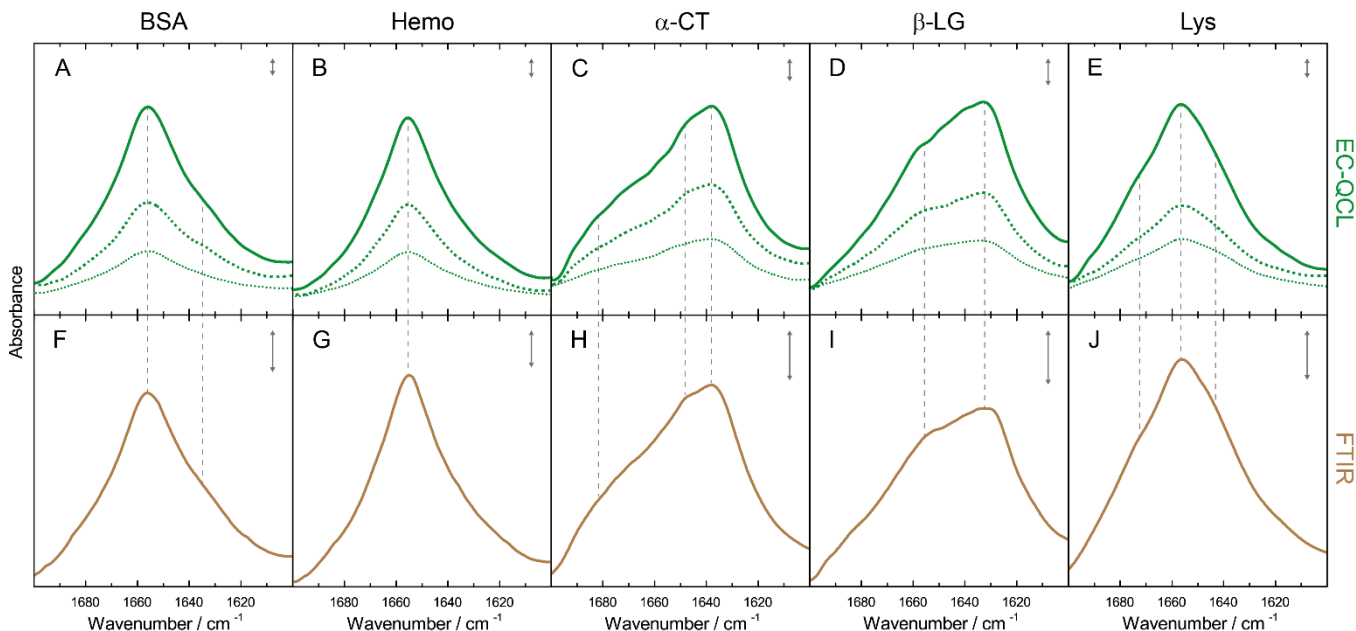 BSA Hemo α-CT β-LG Lys
A B C D E
EC-QCL
Absorbance
F G H I J
FTIR
1680 1660 1640 1620 1680 1660 1640 1620 1680 1660 1640 1620 1680 1660 1640 1620 1680 1660 1640 1620
Wavenumber / cm⁻¹ Wavenumber / cm⁻¹ Wavenumber / cm⁻¹ Wavenumber / cm⁻¹ Wavenumber / cm⁻¹